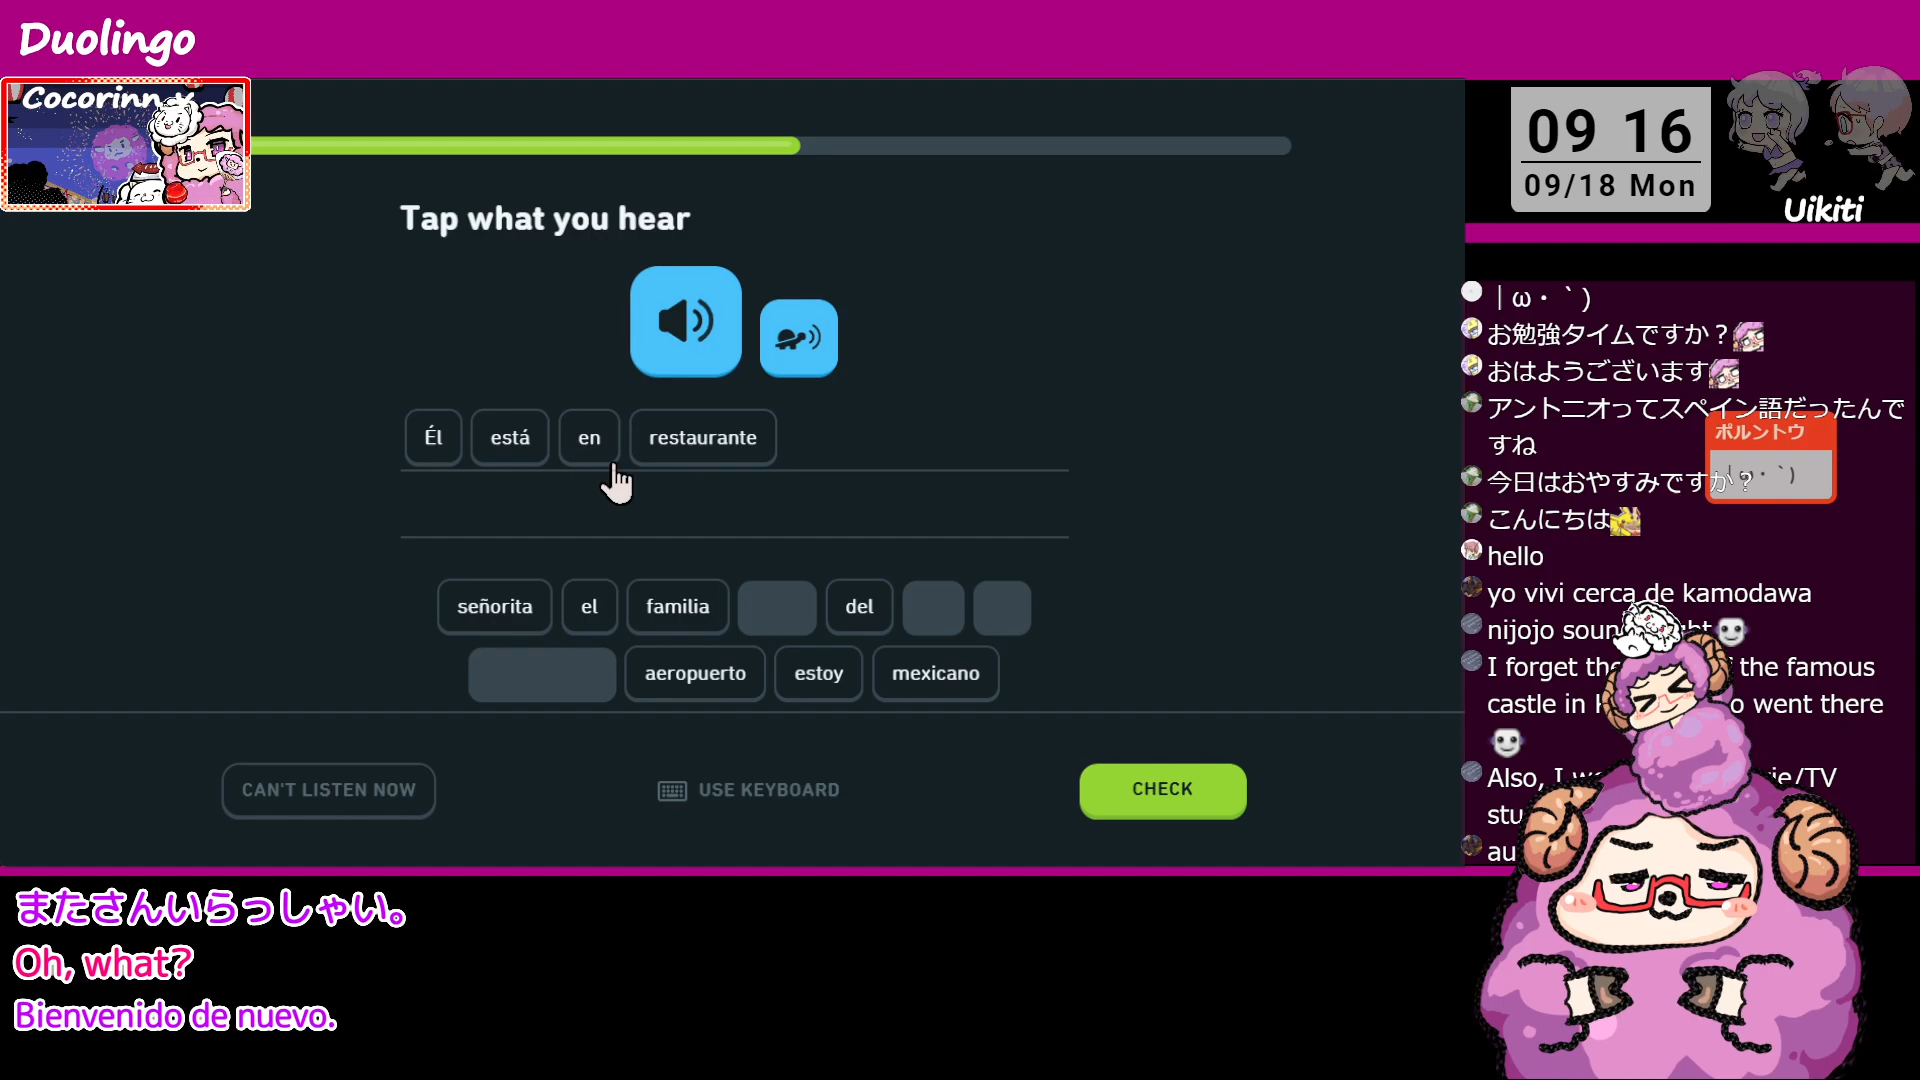 Duolingo
Cocorinn
09 16
09/18 Mon
Uikiti
Tap what you hear
Él está en restaurante
señorita el familia del
aeropuerto estoy mexicano
CAN'T LISTEN NOW
USE KEYBOARD
CHECK
|ω・`)
お勉強タイムですか？
おはようございます
アントニオってスペイン語だったんで
すね
ポルントウ
|ω・`)
今日はおやすみですか？
こんにちは
hello
yo vivi cerca de kamodawa
nijojo
I forget the famous
castle in went there
Also, I
au
またさんいらっしゃい。
Oh, what?
Bienvenido de nuevo.